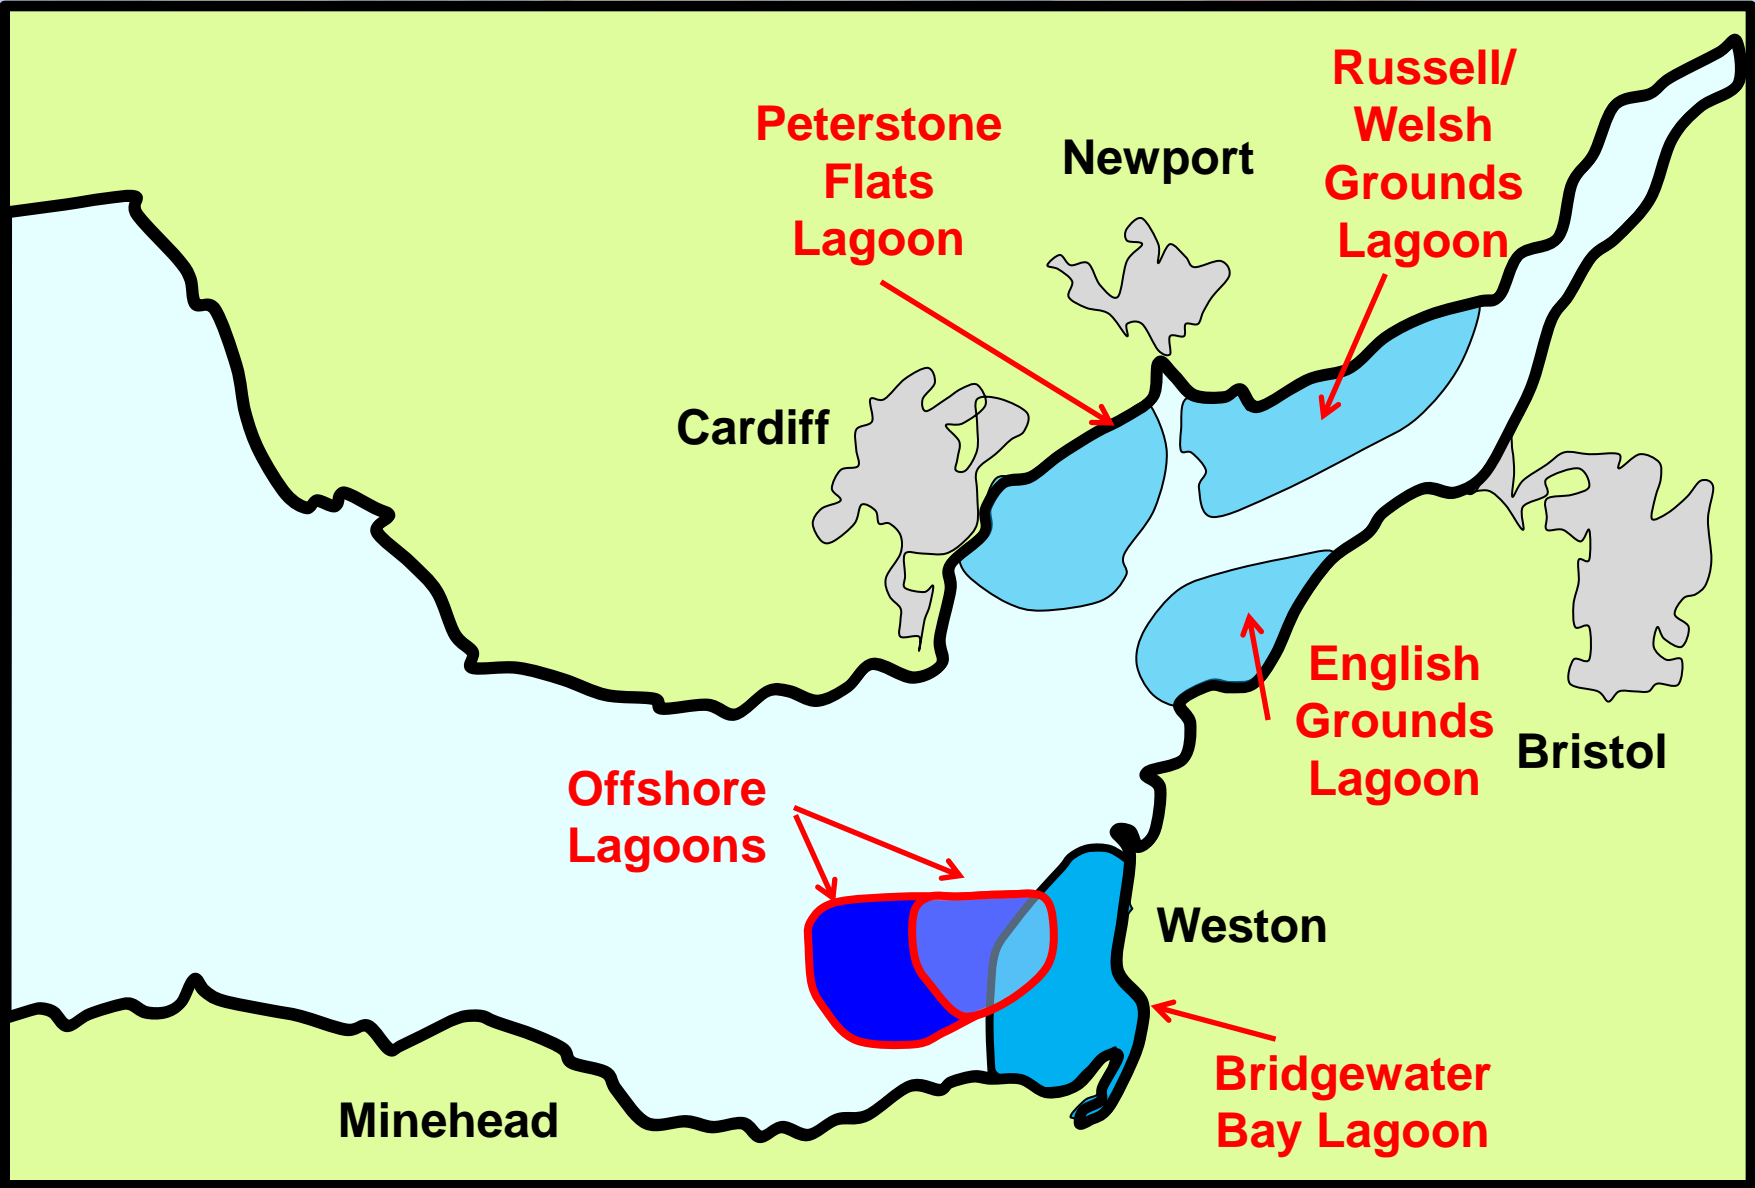 Russell/
Welsh
Grounds
Lagoon
Peterstone
Flats
Lagoon
Newport
Cardiff
English
Grounds
Lagoon
Bristol
Offshore
Lagoons
Weston
Bridgewater
Bay Lagoon
Minehead